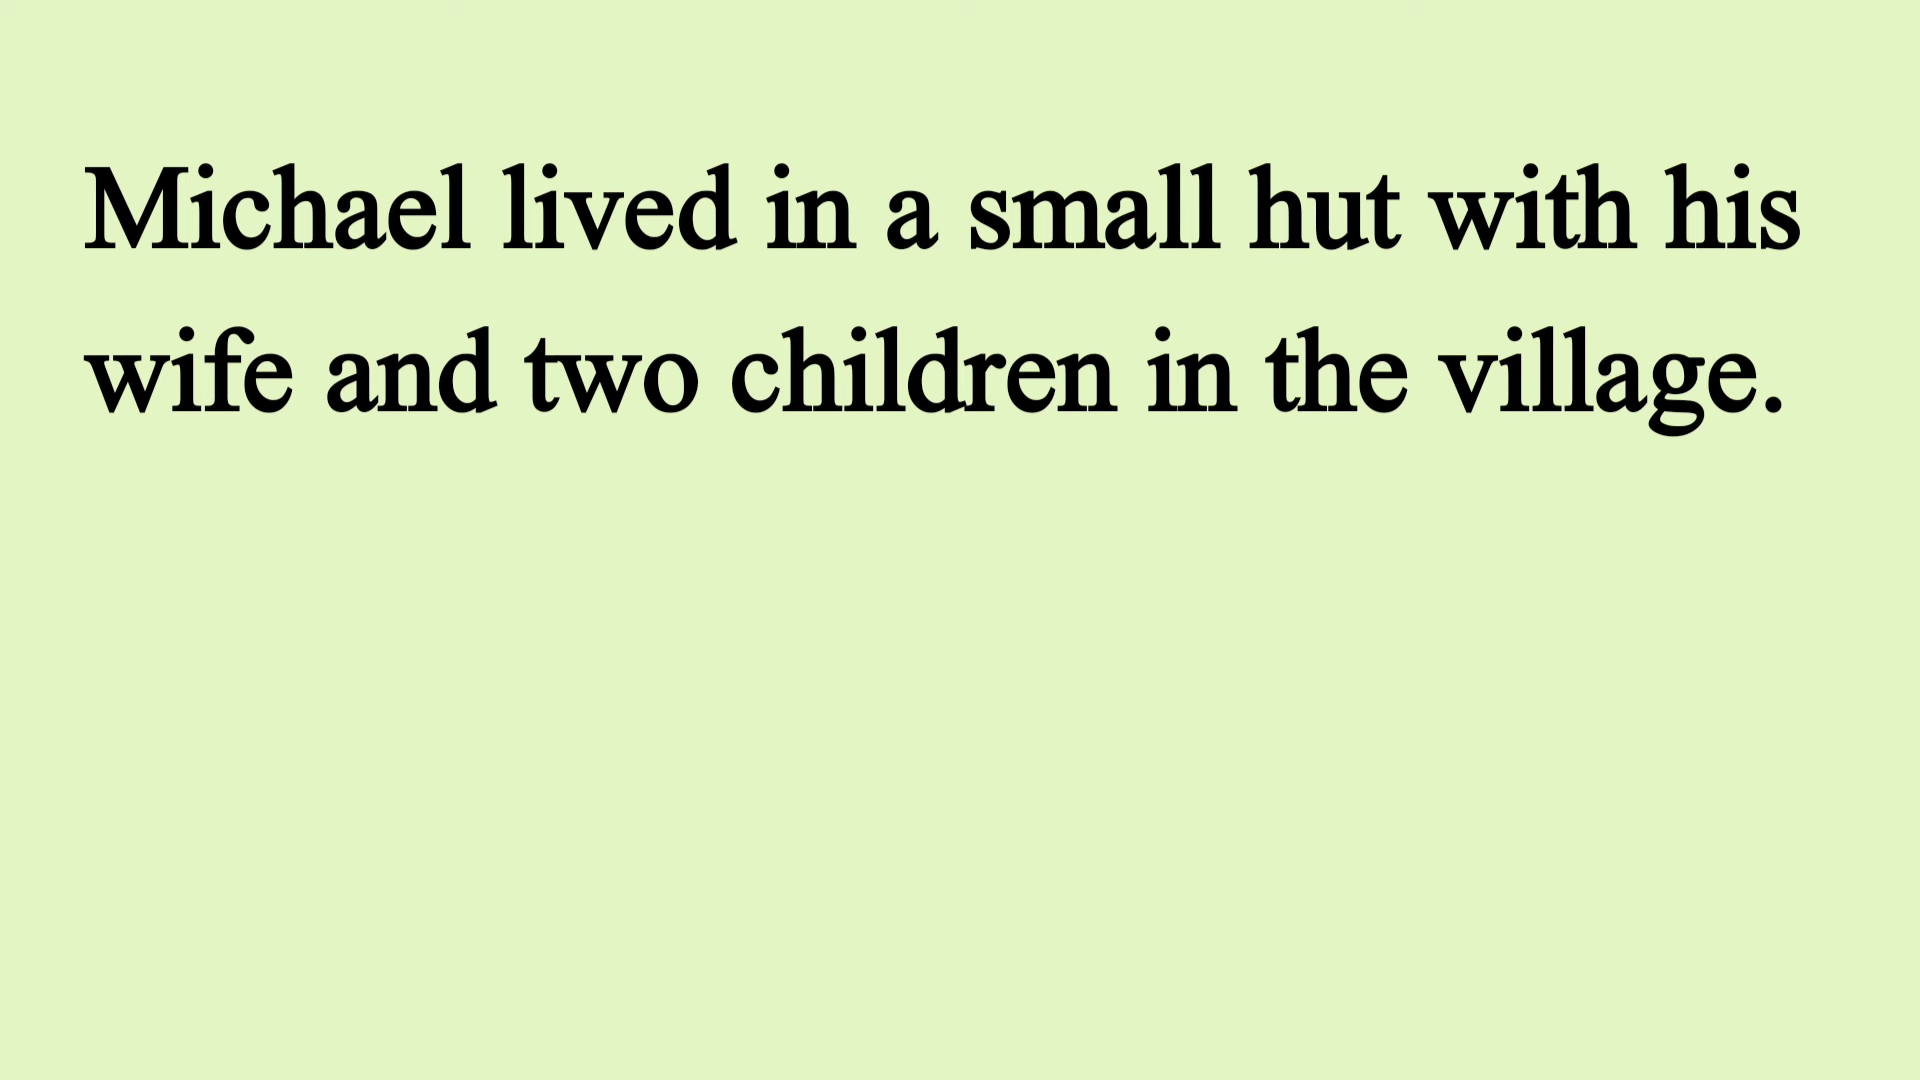 Michael lived in a small hut with his
wife and two children in the village.